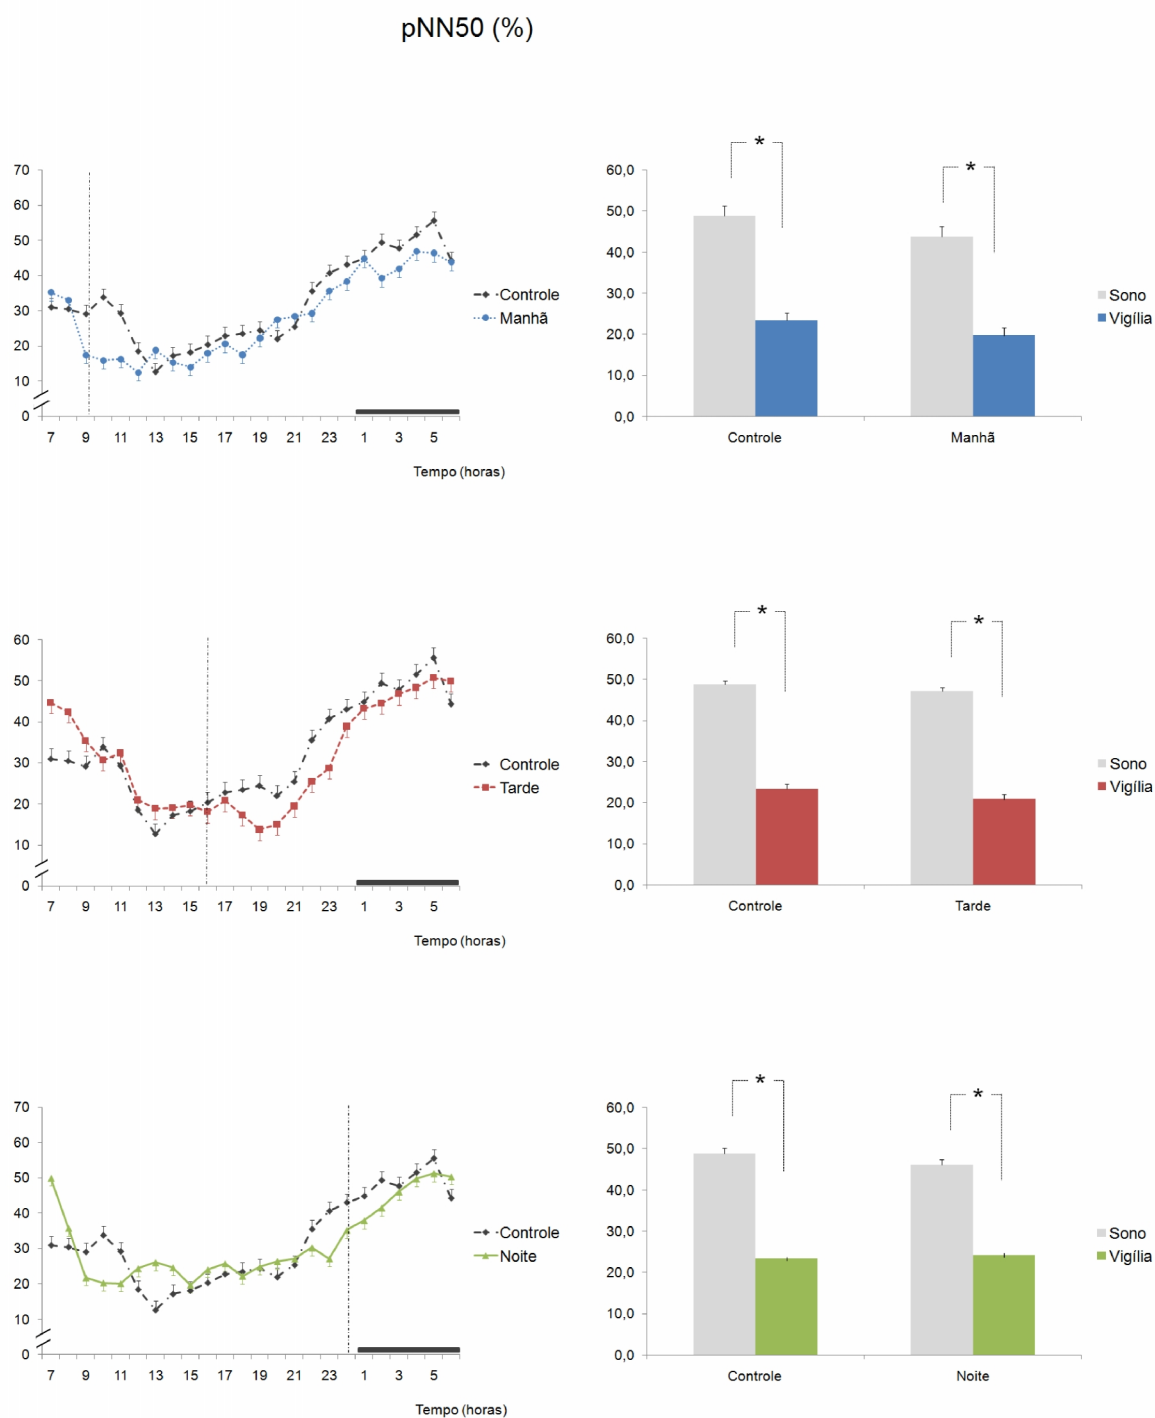 pNN50 (%)
70
60
50
40
30
20
10
0
7 9 11 13 15 17 19 21 23 1 3 5
Tempo (horas)
Controle
Manhã
60,0
50,0
40,0
30,0
20,0
10,0
0,0
* *
Controle Manhã
Sono
Vigília
60
50
40
30
20
10
0
7 9 11 13 15 17 19 21 23 1 3 5
Tempo (horas)
Controle
Tarde
60,0
50,0
40,0
30,0
20,0
10,0
0,0
* *
Controle Tarde
Sono
Vigília
70
60
50
40
30
20
10
0
7 9 11 13 15 17 19 21 23 1 3 5
Tempo (horas)
Controle
Noite
60,0
50,0
40,0
30,0
20,0
10,0
0,0
* *
Controle Noite
Sono
Vigília